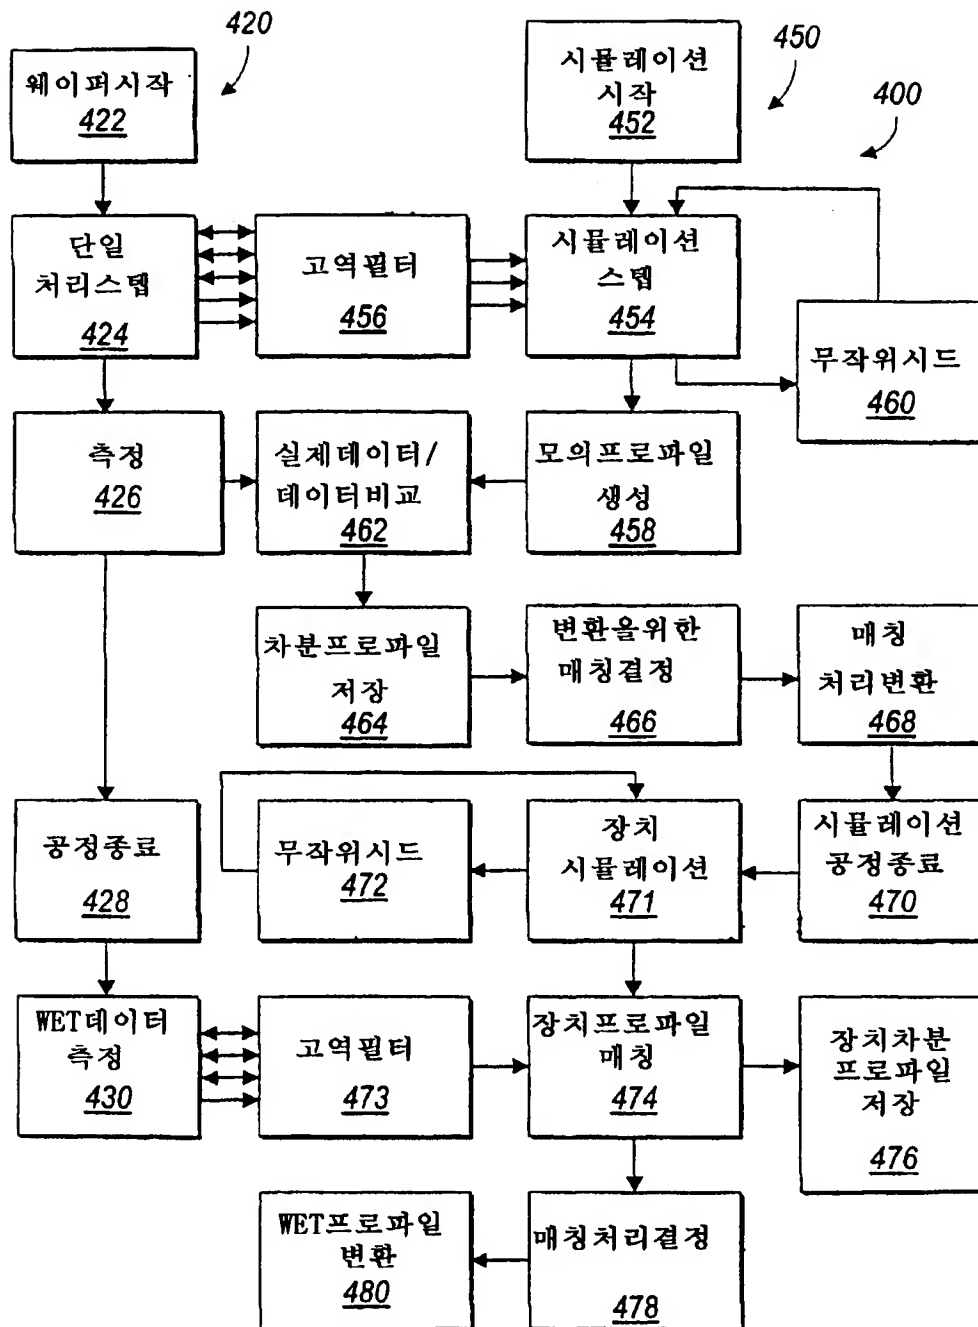 420
450
400
웨이퍼시작
422
시뮬레이션
시작
452
단일
처리스텝
424
고역필터
456
시뮬레이션
스텝
454
무작위시드
460
측정
426
실제데이터/
데이터비교
462
모의프로파일
생성
458
차분프로파일
저장
464
변환을위한
매칭결정
466
매칭
처리변환
468
공정종료
428
무작위시드
472
장치
시뮬레이션
471
시뮬레이션
공정종료
470
WET데이터
측정
430
고역필터
473
장치프로파일
매칭
474
장치차분
프로파일
저장
476
WET프로파일
변환
480
매칭처리결정
478